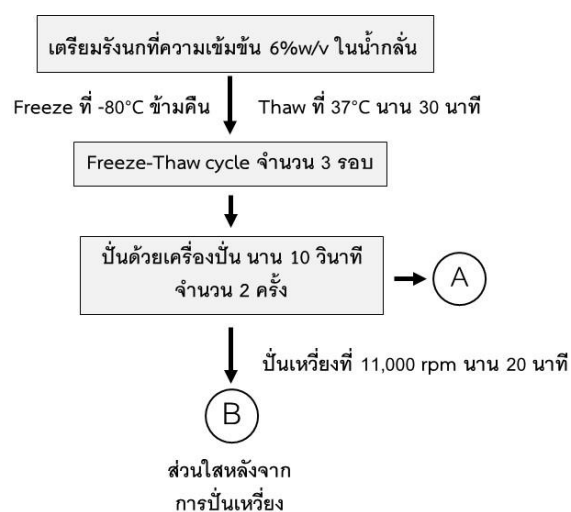 เตรียมรังนกที่ความเข้มข้น 6%w/v ในน้ำกลั่น
Freeze ที่ -80°C ข้ามคืน
Thaw ที่ 37°C นาน 30 นาที
Freeze-Thaw cycle จำนวน 3 รอบ
ปั่นด้วยเครื่องปั่น นาน 10 วินาที
จำนวน 2 ครั้ง
A
ปั่นเหวี่ยงที่ 11,000 rpm นาน 20 นาที
B
ส่วนใสหลังจาก
การปั่นเหวี่ยง